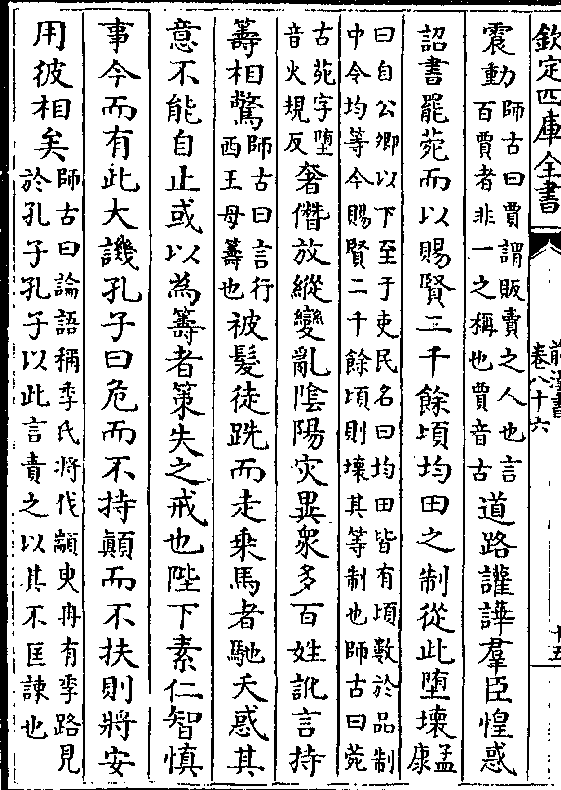 欽定四庫全書
前漢書
卷八十六
十五
震動師古曰賈謂販賣之人也言
百賈者非一之稱也賈音古道路讙譁羣臣惶惑
詔書罷菀而以賜賢二千餘頃均田之制從此墮壞孟
康
曰自公卿以下至于吏民名曰均田皆有頃數於品制
中令均等今賜賢二千餘頃則壞其等制也師古曰菀
古苑字墮
音火規反奢僭放縱變亂陰陽灾異衆多百姓訛言持
籌相驚師古曰言行
西王母籌也被髮徒跣而走乘馬者馳天惑其
意不能自止或以為籌者策失之戒也陛下素仁智慎
事今而有此大譏孔子曰危而不持顛而不扶則將安
用彼相矣師古曰論語稱季氏將伐顓臾冉有季路見
於孔子孔子以此言責之以其不匡諫也